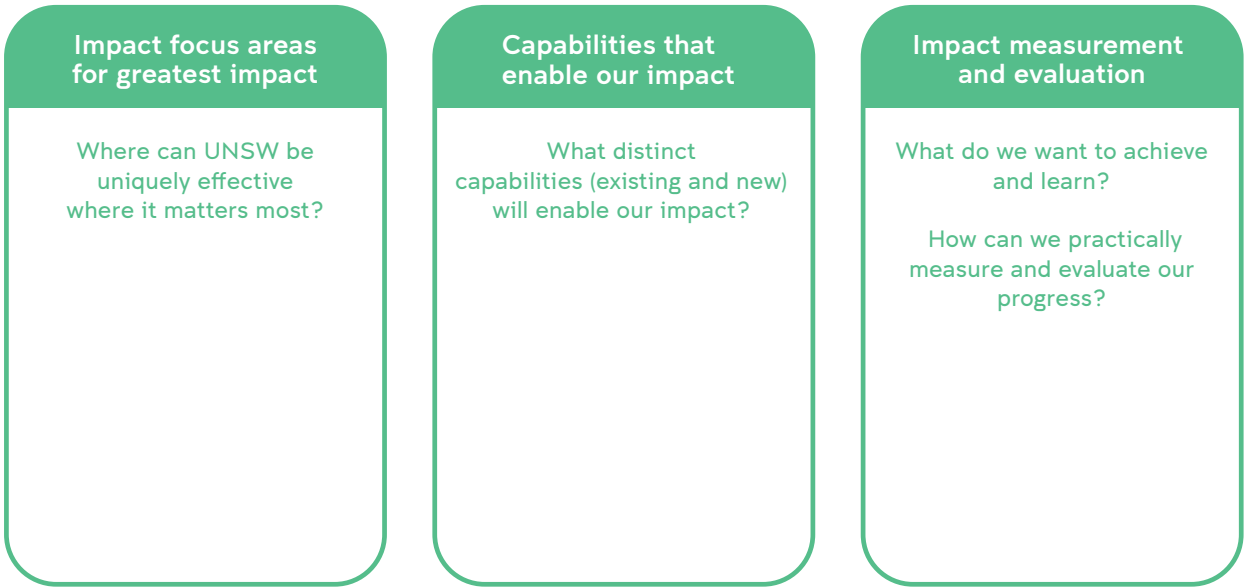 Impact focus areas
for greatest impact
Where can UNSW be
uniquely effective
where it matters most?
Capabilities that
enable our impact
What distinct
capabilities (existing and new)
will enable our impact?
Impact measurement
and evaluation
What do we want to achieve
and learn?
How can we practically
measure and evaluate our
progress?